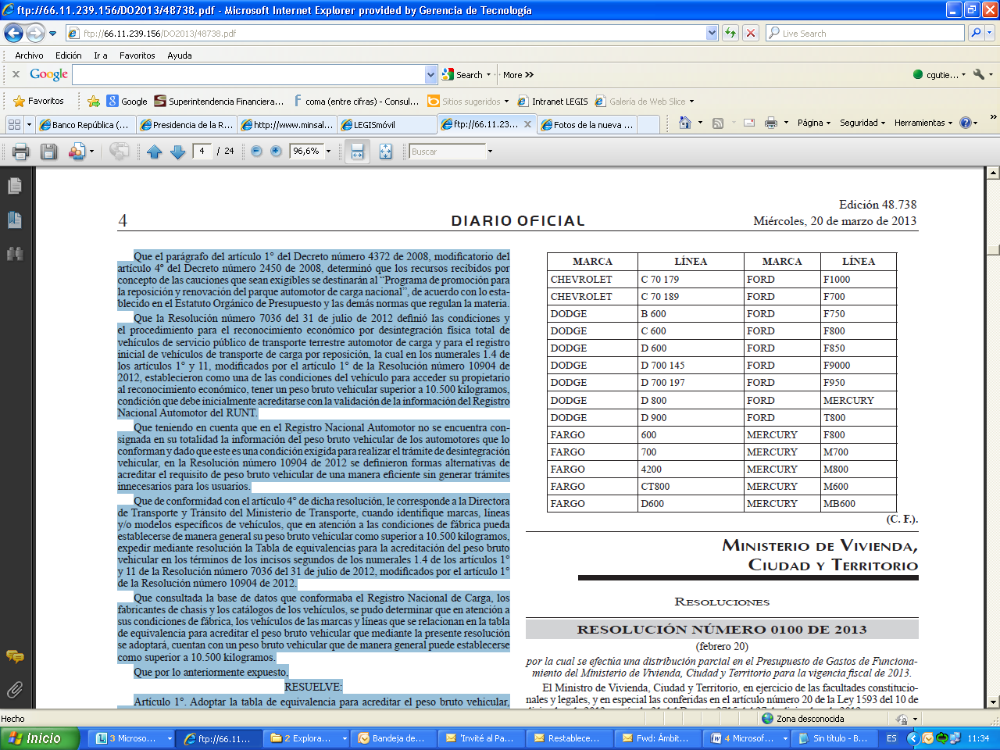 ftp://66.11.239.156/DO2013/48738.pdf - Microsoft Internet Explorer provided by Gerencia de Tecnología
ftp://66.11.239.156/DO2013/48738.pdf
Live Search
Archivo Edición Ir a Favoritos Ayuda
x Google Search More »
cgutie...
Favoritos Google Superintendencia Financiera... coma (entre cifras) - Consul... Sitios sugeridos Intranet LEGIS Galería de Web Slice
Banco República (... Presidencia de la R... http://www.minsal... LEGISmóvil ftp://66.11.23... Fotos de la nueva ...
Página Seguridad Herramientas »
4 / 24 96,6% Buscar
4
DIARIO OFICIAL
Edición 48.738
Miércoles, 20 de marzo de 2013
Que el parágrafo del artículo 1° del Decreto número 4372 de 2008, modificatorio del
artículo 4° del Decreto número 2450 de 2008, determinó que los recursos recibidos por
concepto de las cauciones que sean exigibles se destinarán al “Programa de promoción para
la reposición y renovación del parque automotor de carga nacional”, de acuerdo con lo esta-
blecido en el Estatuto Orgánico de Presupuesto y las demás normas que regulan la materia.
Que la Resolución número 7036 del 31 de julio de 2012 definió las condiciones y
el procedimiento para el reconocimiento económico por desintegración física total de
vehículos de servicio público de transporte terrestre automotor de carga y para el registro
inicial de vehículos de transporte de carga por reposición, la cual en los numerales 1.4 de
los artículos 1° y 11, modificados por el artículo 1° de la Resolución número 10904 de
2012, establecieron como una de las condiciones del vehículo para acceder su propietario
al reconocimiento económico, tener un peso bruto vehicular superior a 10.500 kilogramos,
condición que debe inicialmente acreditarse con la validación de la información del Registro
Nacional Automotor del RUNT.
Que teniendo en cuenta que en el Registro Nacional Automotor no se encuentra con-
signada en su totalidad la información del peso bruto vehicular de los automotores que lo
conforman y dado que este es una condición exigida para realizar el trámite de desintegración
vehicular, en la Resolución número 10904 de 2012 se definieron formas alternativas de
acreditar el requisito de peso bruto vehicular de una manera eficiente sin generar trámites
innecesarios para los usuarios.
Que de conformidad con el artículo 4° de dicha resolución, le corresponde a la Directora
de Transporte y Tránsito del Ministerio de Transporte, cuando identifique marcas, líneas
y/o modelos específicos de vehículos, que en atención a las condiciones de fábrica pueda
establecerse de manera general su peso bruto vehicular como superior a 10.500 kilogramos,
expedir mediante resolución la Tabla de equivalencias para la acreditación del peso bruto
vehicular en los términos de los incisos segundos de los numerales 1.4 de los artículos 1°
y 11 de la Resolución número 7036 del 31 de julio de 2012, modificados por el artículo 1°
de la Resolución número 10904 de 2012.
Que consultada la base de datos que conformaba el Registro Nacional de Carga, los
fabricantes de chasis y los catálogos de los vehículos, se pudo determinar que en atención a
sus condiciones de fábrica, los vehículos de las marcas y líneas que se relacionan en la tabla
de equivalencia para acreditar el peso bruto vehicular que mediante la presente resolución
se adoptará, cuentan con un peso bruto vehicular que de manera general puede establecerse
como superior a 10.500 kilogramos.
Que por lo anteriormente expuesto,
RESUELVE:
Artículo 1°. Adoptar la tabla de equivalencia para acreditar el peso bruto vehicular,
MARCA LÍNEA MARCA LÍNEA
CHEVROLET C 70 179 FORD F1000
CHEVROLET C 70 189 FORD F700
DODGE B 600 FORD F750
DODGE C 600 FORD F800
DODGE D 600 FORD F850
DODGE D 700 145 FORD F9000
DODGE D 700 197 FORD F950
DODGE D 800 FORD MERCURY
DODGE D 900 FORD T800
FARGO 600 MERCURY F800
FARGO 700 MERCURY M700
FARGO 4200 MERCURY M800
FARGO CT800 MERCURY M600
FARGO D600 MERCURY MB600
(C. F.).
MINISTERIO DE VIVIENDA,
CIUDAD Y TERRITORIO
RESOLUCIONES
RESOLUCIÓN NÚMERO 0100 DE 2013
(febrero 20)
por la cual se efectúa una distribución parcial en el Presupuesto de Gastos de Funciona-
miento del Ministerio de Vivienda, Ciudad y Territorio para la vigencia fiscal de 2013.
El Ministro de Vivienda, Ciudad y Territorio, en ejercicio de las facultades constitucio-
nales y legales, y en especial las conferidas en el artículo número 20 de la Ley 1593 del 10 de
Hecho
Zona desconocida
Inicio 3 Microso... ftp://66.11... 2 Explora... Bandeja de... 'Invité al Pa... Restablece... Fwd: Ámbit... 4 Microsof... Sin título - B... ES 11:34